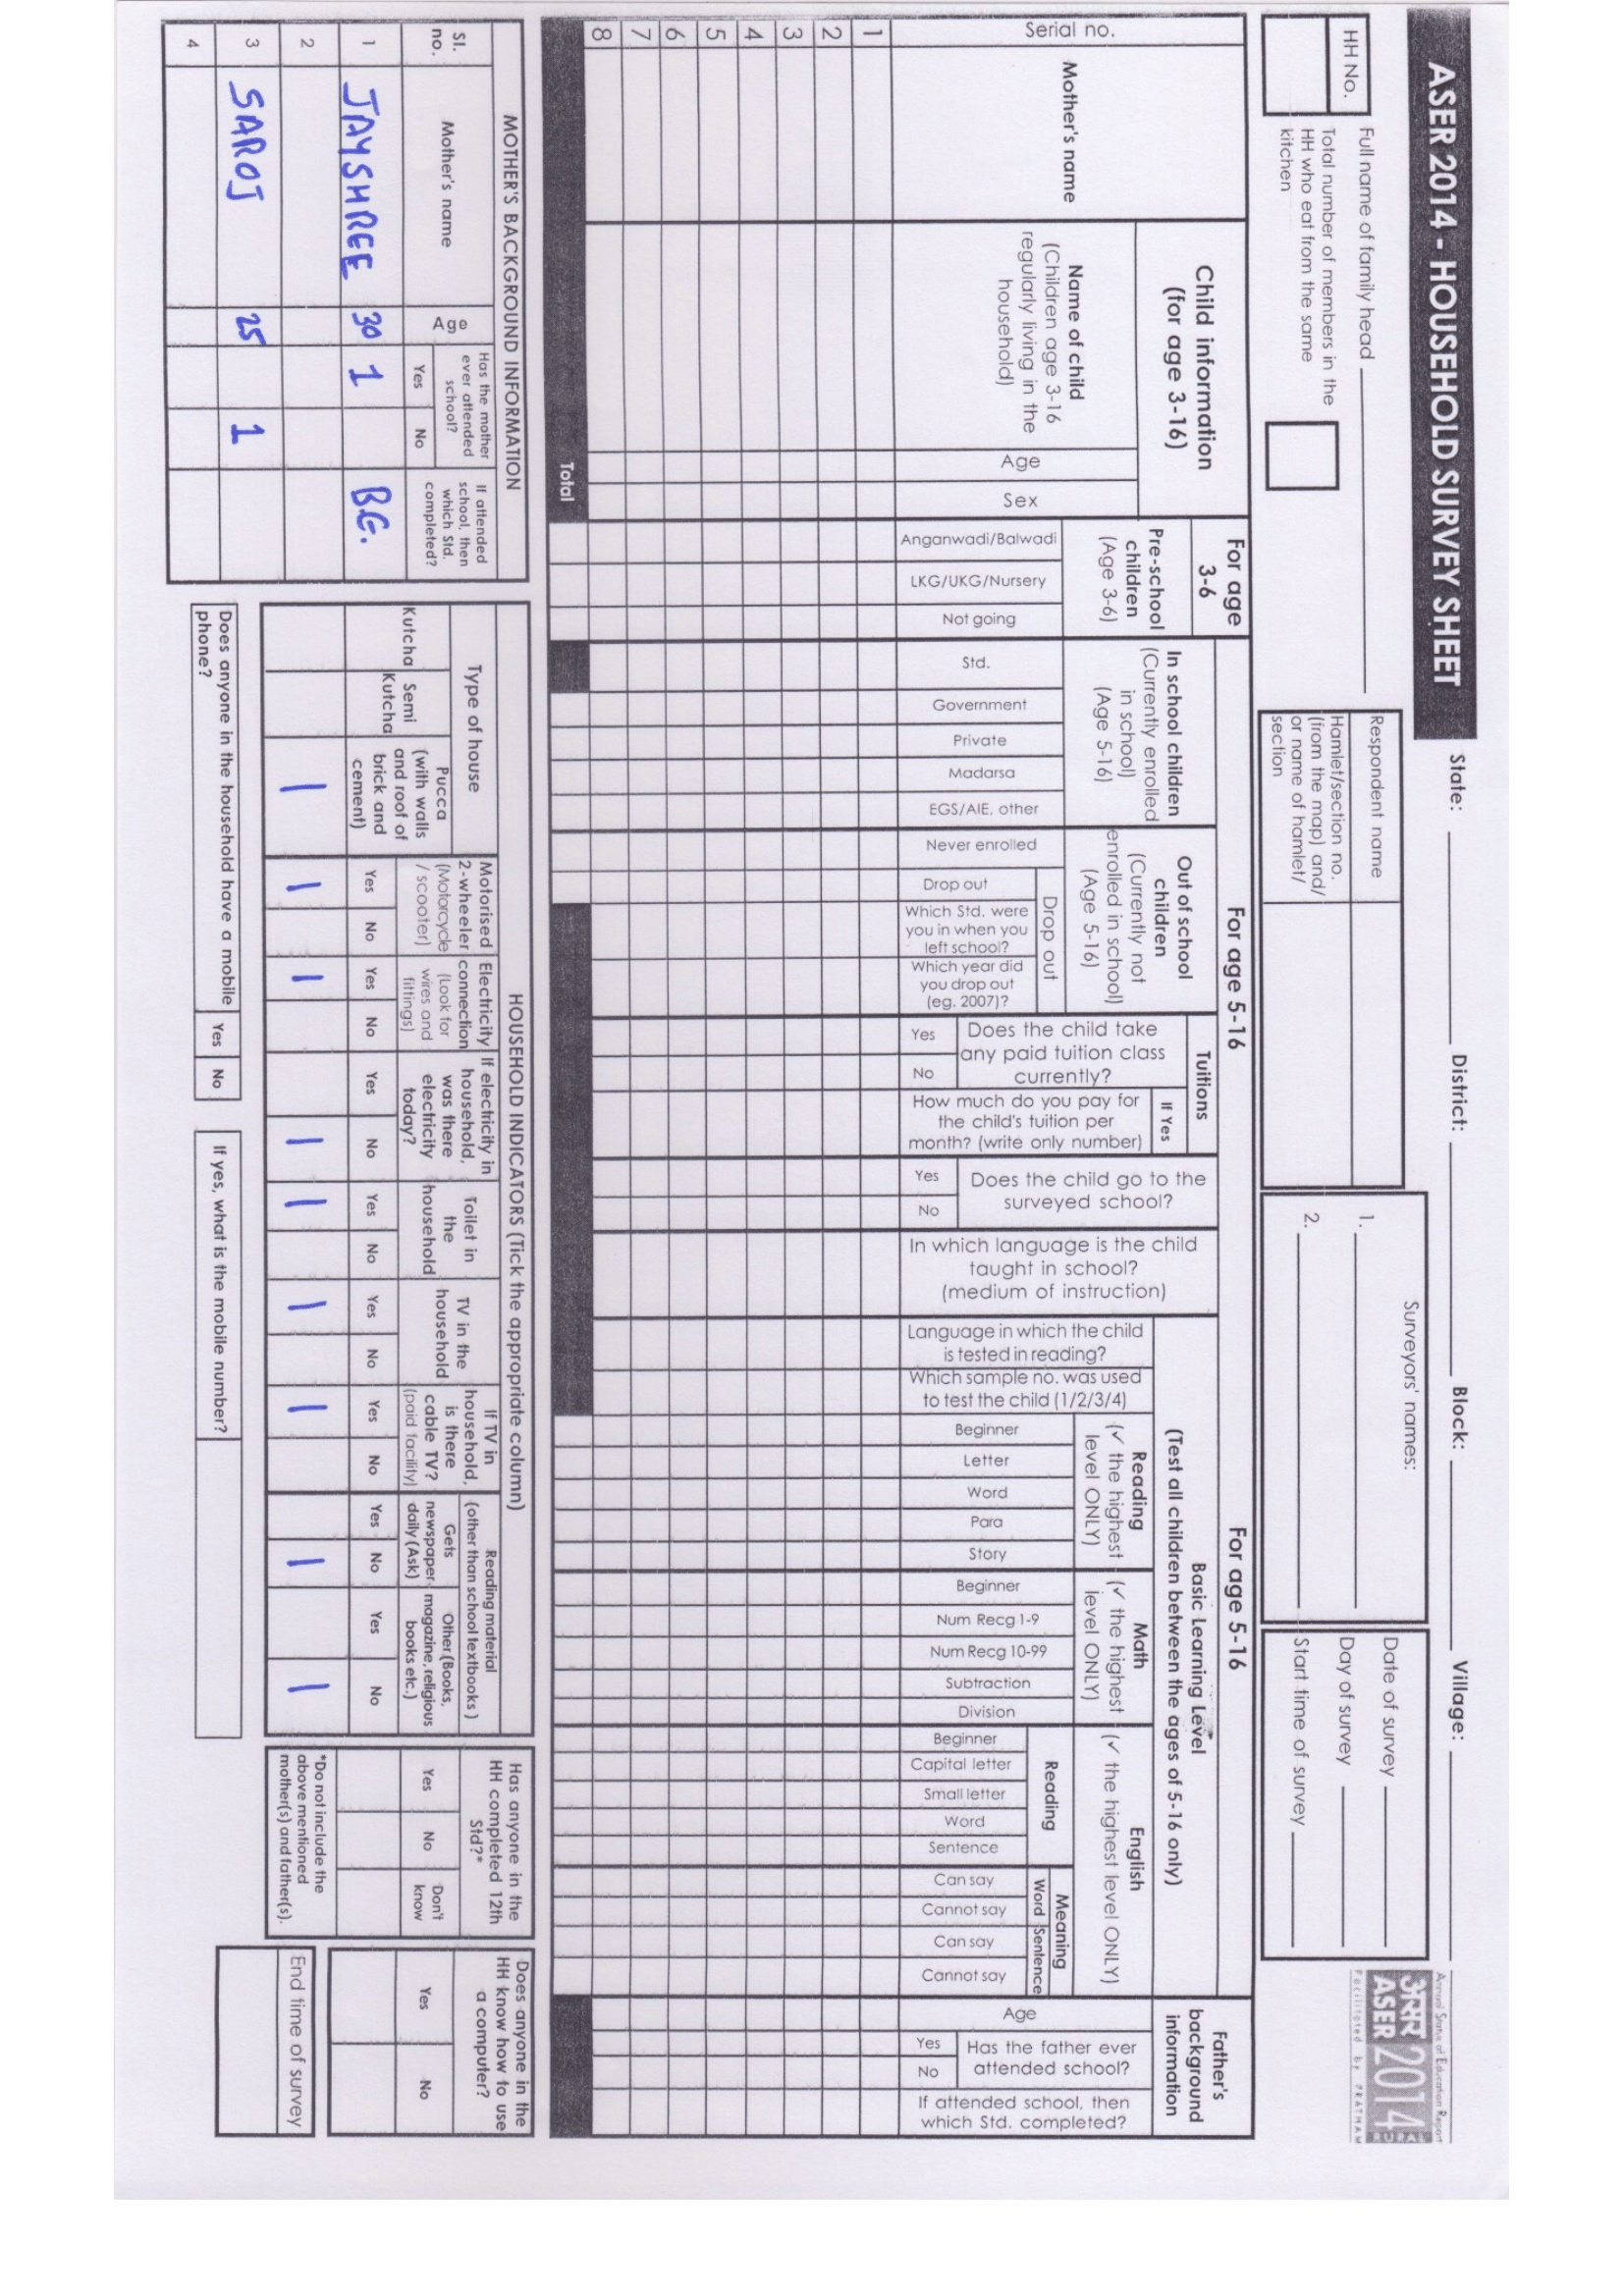 ASER 2014 - HOUSEHOLD SURVEY SHEET
State: District: Block: Village:
Annual Status of Education Report
असर ASER 2014
RURAL
Facilitated by PRATHAM
HH No.
Full name of family head
Total number of members in the
HH who eat from the same
kitchen
Respondent name
Hamlet/section no.
(from the map) and/
or name of hamlet/
section
Surveyors' names:
1.
2.
Date of survey
Day of survey
Start time of survey
Serial no.
Mother's name
Child information
(for age 3-16)
Name of child
(Children age 3-16
regularly living in the
household)
Age
Sex
For age
3-6
Pre-school
children
(Age 3-6)
Anganwadi/Balwadi
LKG/UKG/Nursery
Not going
For age 5-16
In school children
(Currently enrolled
in school)
(Age 5-16)
Std.
Government
Private
Madarsa
EGS/AIE, other
Out of school
children
(Currently not
enrolled in school)
(Age 5-16)
Never enrolled
Drop out
Drop out
Which Std. were
you in when you
left school?
Which year did
you drop out
(eg. 2007)?
Tuitions
Does the child take
any paid tuition class
currently?
Yes
No
If Yes
How much do you pay for
the child's tuition per
month? (write only number)
Does the child go to the
surveyed school?
Yes
No
In which language is the child
taught in school?
(medium of instruction)
For age 5-16
Basic Learning Level
(Test all children between the ages of 5-16 only)
Language in which the child
is tested in reading?
Which sample no. was used
to test the child (1/2/3/4)
Reading
(✓ the highest
level ONLY)
Beginner
Letter
Word
Para
Story
Math
(✓ the highest
level ONLY)
Beginner
Num Recg 1-9
Num Recg 10-99
Subtraction
Division
English
(✓ the highest level ONLY)
Reading
Beginner
Capital letter
Small letter
Word
Sentence
Meaning
Word
Sentence
Can say
Cannot say
Can say
Cannot say
Father's
background
information
Age
Has the father ever
attended school?
Yes
No
If attended school, then
which Std. completed?
1
2
3
4
5
6
7
8
Total
MOTHER'S BACKGROUND INFORMATION
Sl.
no.
Mother's name
Age
Has the mother
ever attended
school?
Yes No
If attended
school, then
which Std.
completed?
1 JAYSHREE 30 1
2
3 SAROJ 25 1
4
HOUSEHOLD INDICATORS (Tick the appropriate column)
Type of house
Kutcha
Semi
Kutcha
Pucca
(with walls
and roof of
brick and
cement)
Motorised
2-wheeler
(Motorcycle
/ scooter)
Yes No
Electricity
connection
(Look for
wires and
fittings)
Yes No
If electricity in
household,
was there
electricity
today?
Yes No
Toilet in
the
household
Yes No
TV in the
household
Yes No
If TV in
household,
is there
cable TV?
(paid facility)
Yes No
Reading material
(other than school textbooks )
Gets
newspaper
daily (Ask)
Yes No
Other (Books,
magazine, religious
books etc.)
Yes No
| | | | | | | | |
Has anyone in the
HH completed 12th
Std?*
Yes No Don't
know
*Do not include the
above mentioned
mother(s) and father(s).
Does anyone in the
HH know how to use
a computer?
Yes No
Does anyone in the household have a mobile
phone?
Yes No
If yes, what is the mobile number?
End time of survey